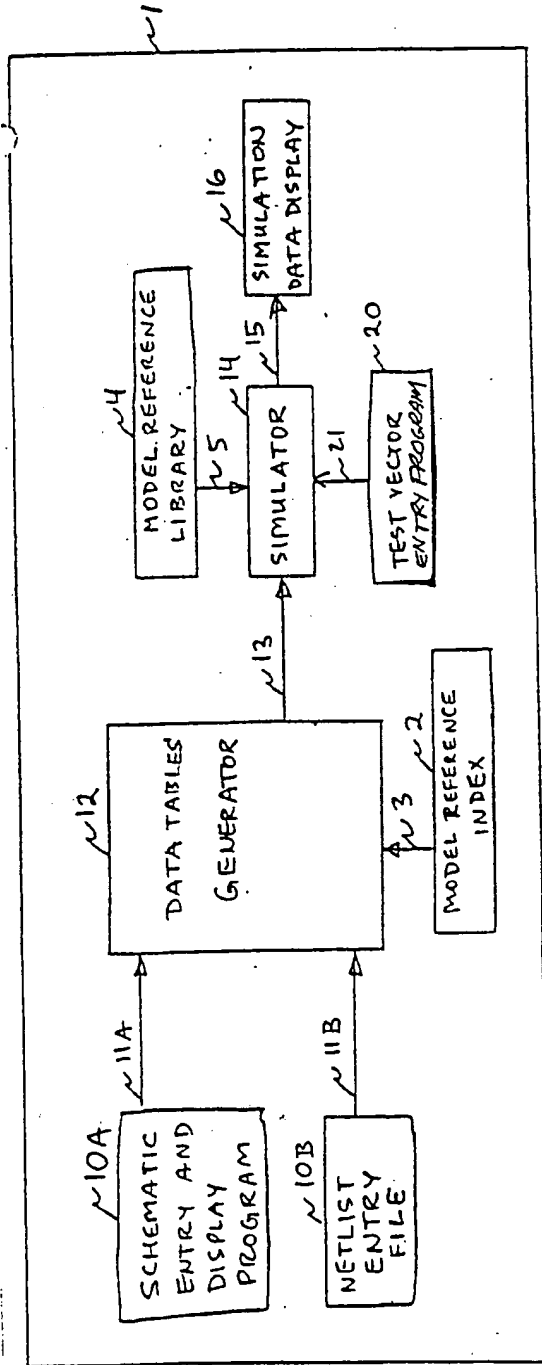 1
10A
SCHEMATIC
ENTRY AND
DISPLAY
PROGRAM
11A
10B
NETLIST
ENTRY
FILE
11B
12
DATA TABLES
GENERATOR
2
MODEL REFERENCE
INDEX
3
13
4
MODEL REFERENCE
LIBRARY
5
14
SIMULATOR
15
16
SIMULATION
DATA DISPLAY
20
TEST VECTOR
ENTRY PROGRAM
21